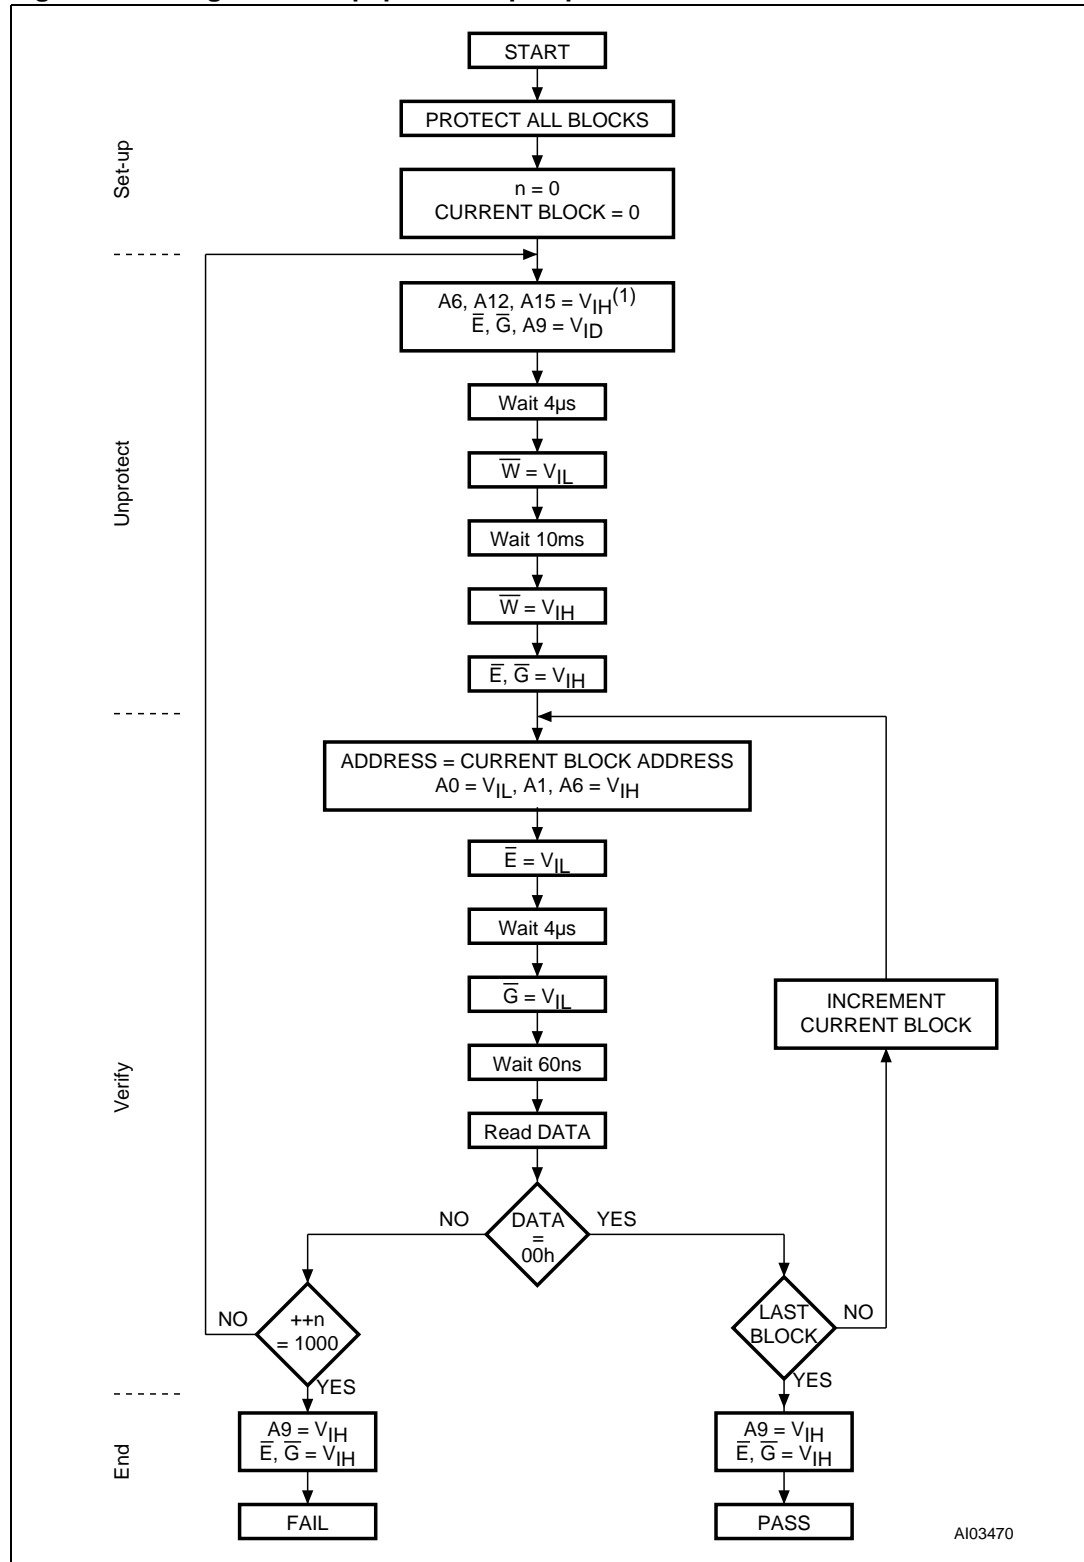 START
PROTECT ALL BLOCKS
Set-up
n = 0
CURRENT BLOCK = 0
A6, A12, A15 = VIH(1)
E̅, G̅, A9 = VID
Wait 4µs
Unprotect
W̅ = VIL
Wait 10ms
W̅ = VIH
E̅, G̅ = VIH
ADDRESS = CURRENT BLOCK ADDRESS
A0 = VIL, A1, A6 = VIH
E̅ = VIL
Wait 4µs
G̅ = VIL
INCREMENT
CURRENT BLOCK
Wait 60ns
Verify
Read DATA
NO
DATA
=
00h
YES
NO
++n
= 1000
YES
LAST
BLOCK
NO
YES
End
A9 = VIH
E̅, G̅ = VIH
A9 = VIH
E̅, G̅ = VIH
FAIL
PASS
AI03470